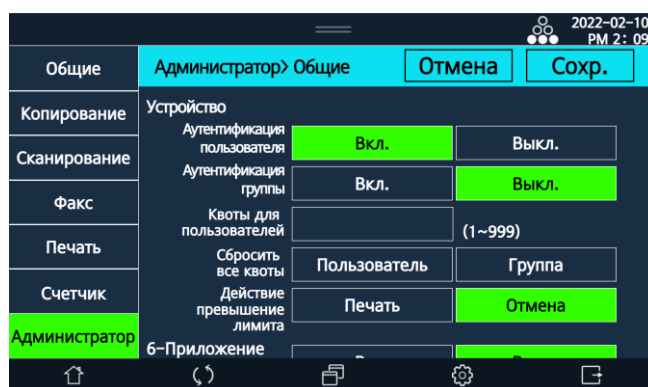 2022-02-10
PM 2: 09
Общие
Администратор> Общие
Отмена
Сохр.
Копирование
Устройство
Сканирование
Аутентификация
пользователя
Вкл.
Выкл.
Аутентификация
группы
Вкл.
Выкл.
Факс
Квоты для
пользователей
(1~999)
Печать
Сбросить
все квоты
Пользователь
Группа
Счетчик
Действие
превышение
лимита
Печать
Отмена
Администратор
6-Приложение